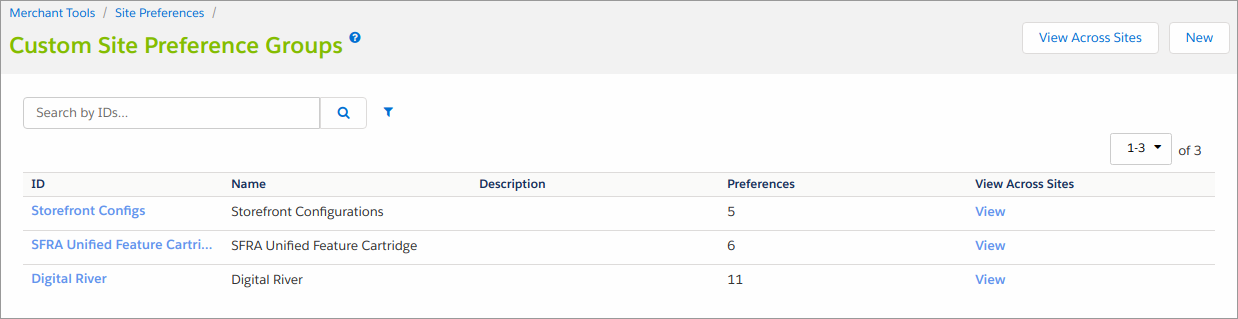 Merchant Tools / Site Preferences /
Custom Site Preference Groups ?
View Across Sites New
Search by IDs...
1-3 of 3
ID Name Description Preferences View Across Sites
Storefront Configs Storefront Configurations 5 View
SFRA Unified Feature Cartri... SFRA Unified Feature Cartridge 6 View
Digital River Digital River 11 View